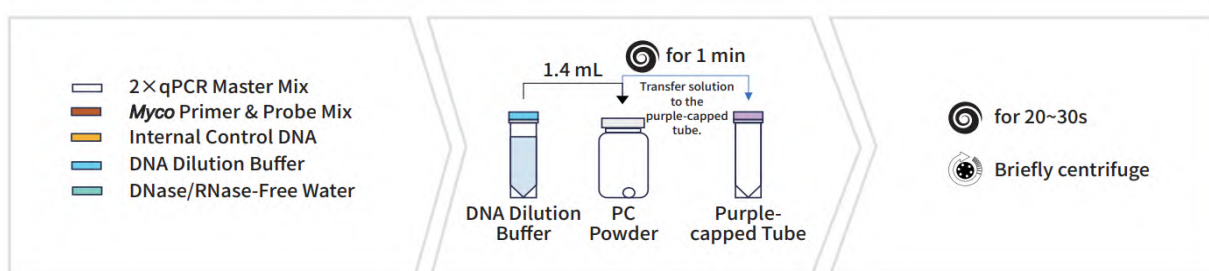 2×qPCR Master Mix
Myco Primer & Probe Mix
Internal Control DNA
DNA Dilution Buffer
DNase/RNase-Free Water
for 1 min
1.4 mL
Transfer solution
to the
purple-capped
tube.
DNA Dilution
Buffer
PC
Powder
Purple-
capped Tube
for 20~30s
Briefly centrifuge